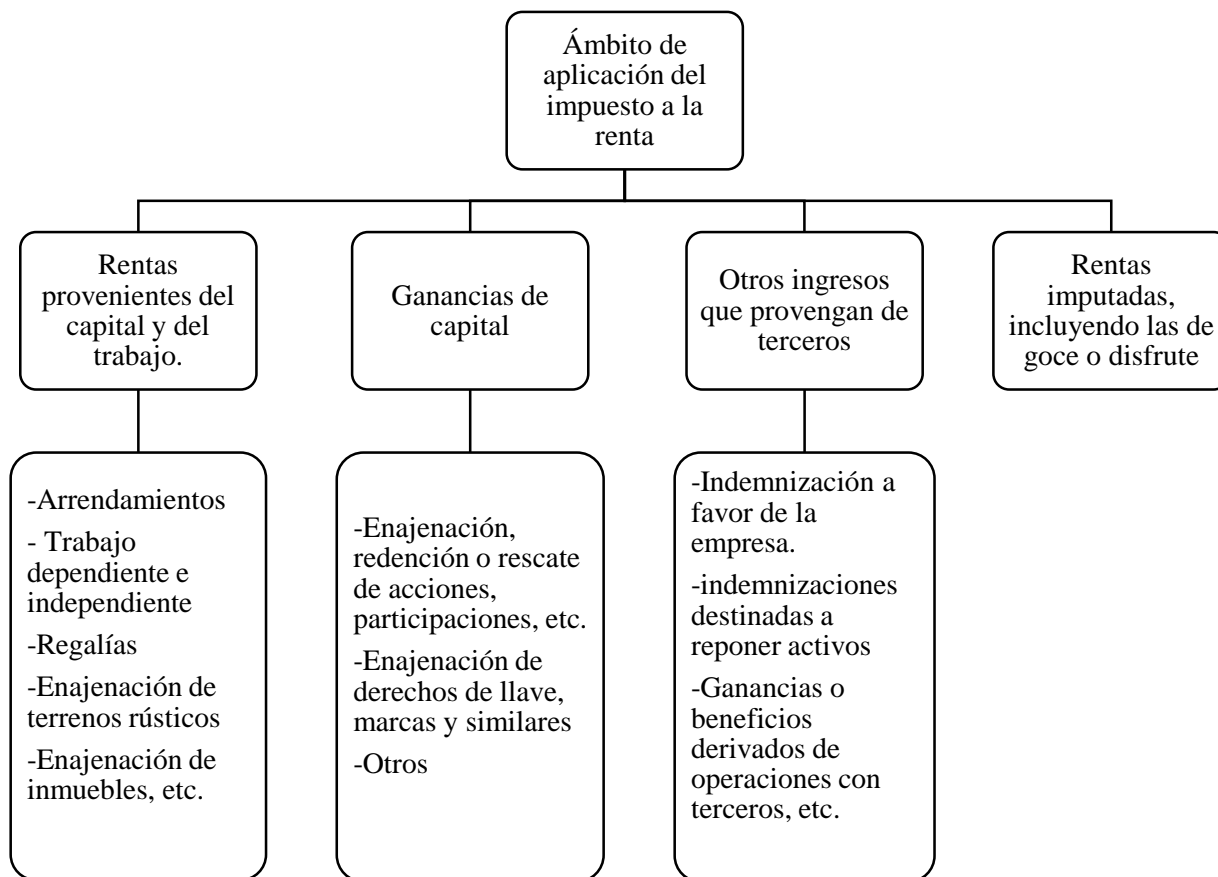 Ámbito de
aplicación del
impuesto a la
renta
Rentas
provenientes del
capital y del
trabajo.
Ganancias de
capital
Otros ingresos
que provengan de
terceros
Rentas
imputadas,
incluyendo las de
goce o disfrute
-Arrendamientos
- Trabajo
dependiente e
independiente
-Regalías
-Enajenación de
terrenos rústicos
-Enajenación de
inmuebles, etc.
-Enajenación,
redención o rescate
de acciones,
participaciones, etc.
-Enajenación de
derechos de llave,
marcas y similares
-Otros
-Indemnización a
favor de la
empresa.
-indemnizaciones
destinadas a
reponer activos
-Ganancias o
beneficios
derivados de
operaciones con
terceros, etc.